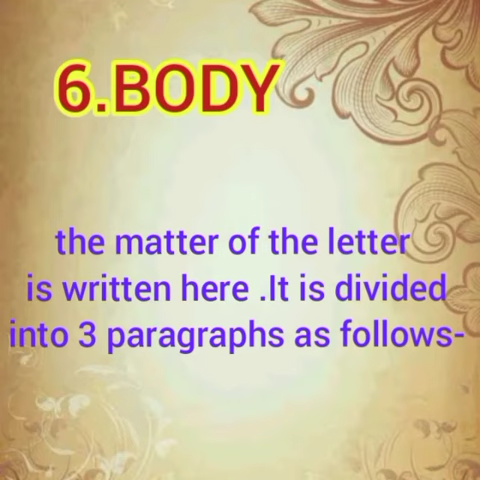 6.BODY
the matter of the letter
is written here .It is divided
into 3 paragraphs as follows-